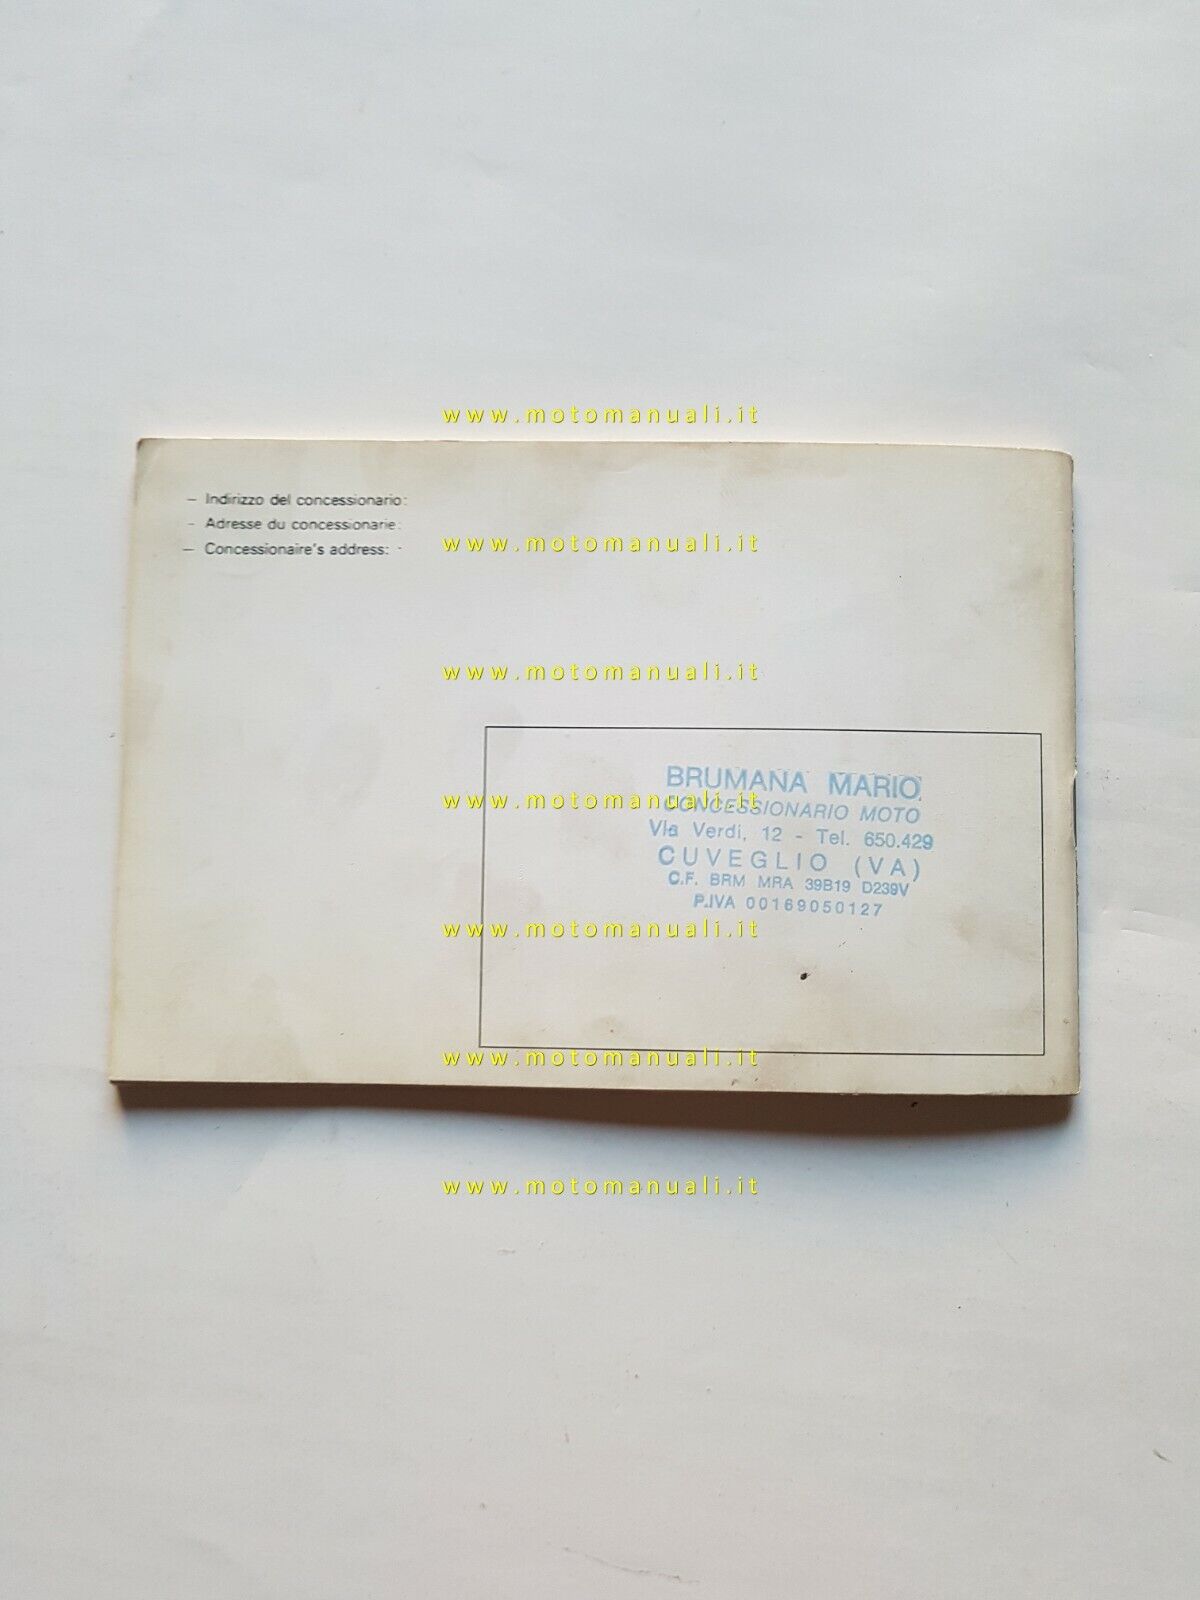 www.motomanuali.it
– Indirizzo del concessionario:
- Adresse du concessionarie:
– Concessionaire's address:
www.motomanuali.it
www.motomanuali.it
BRUMANA MARIO
www.motomanuali.it
CONCESSIONARIO MOTO
Via Verdi, 12 - Tel. 650.429
CUVEGLIO (VA)
C.F. BRM MRA 39B19 D239V
P.IVA 00169050127
www.motomanuali.it
www.motomanuali.it
www.motomanuali.it